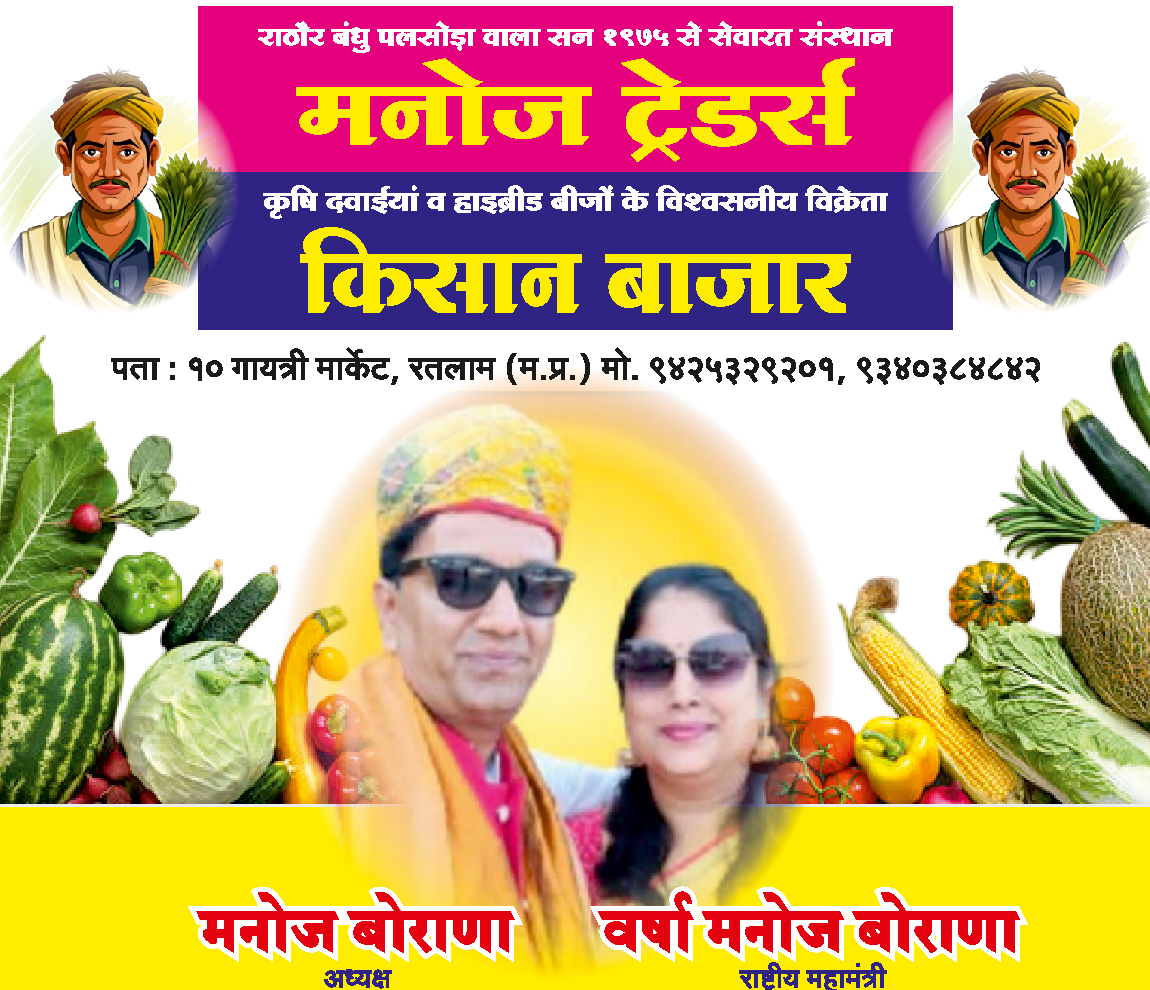 राठौर बंधु पलसोड़ा वाला सन १९७५ से सेवारत संस्थान
मनोज ट्रेडर्स
कृषि दवाईयां व हाइब्रीड बीजों के विश्वसनीय विक्रेता
किसान बाजार
पता : १० गायत्री मार्केट, रतलाम (म.प्र.) मो. ९४२५३२९२०१, ९३४०३८४८४२
मनोज बोराणा
वर्षा मनोज बोराणा
अध्यक्ष
राष्ट्रीय महामंत्री